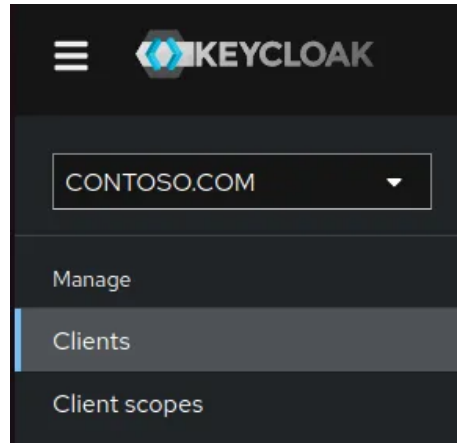 KEYCLOAK
CONTOSO.COM
Manage
Clients
Client scopes